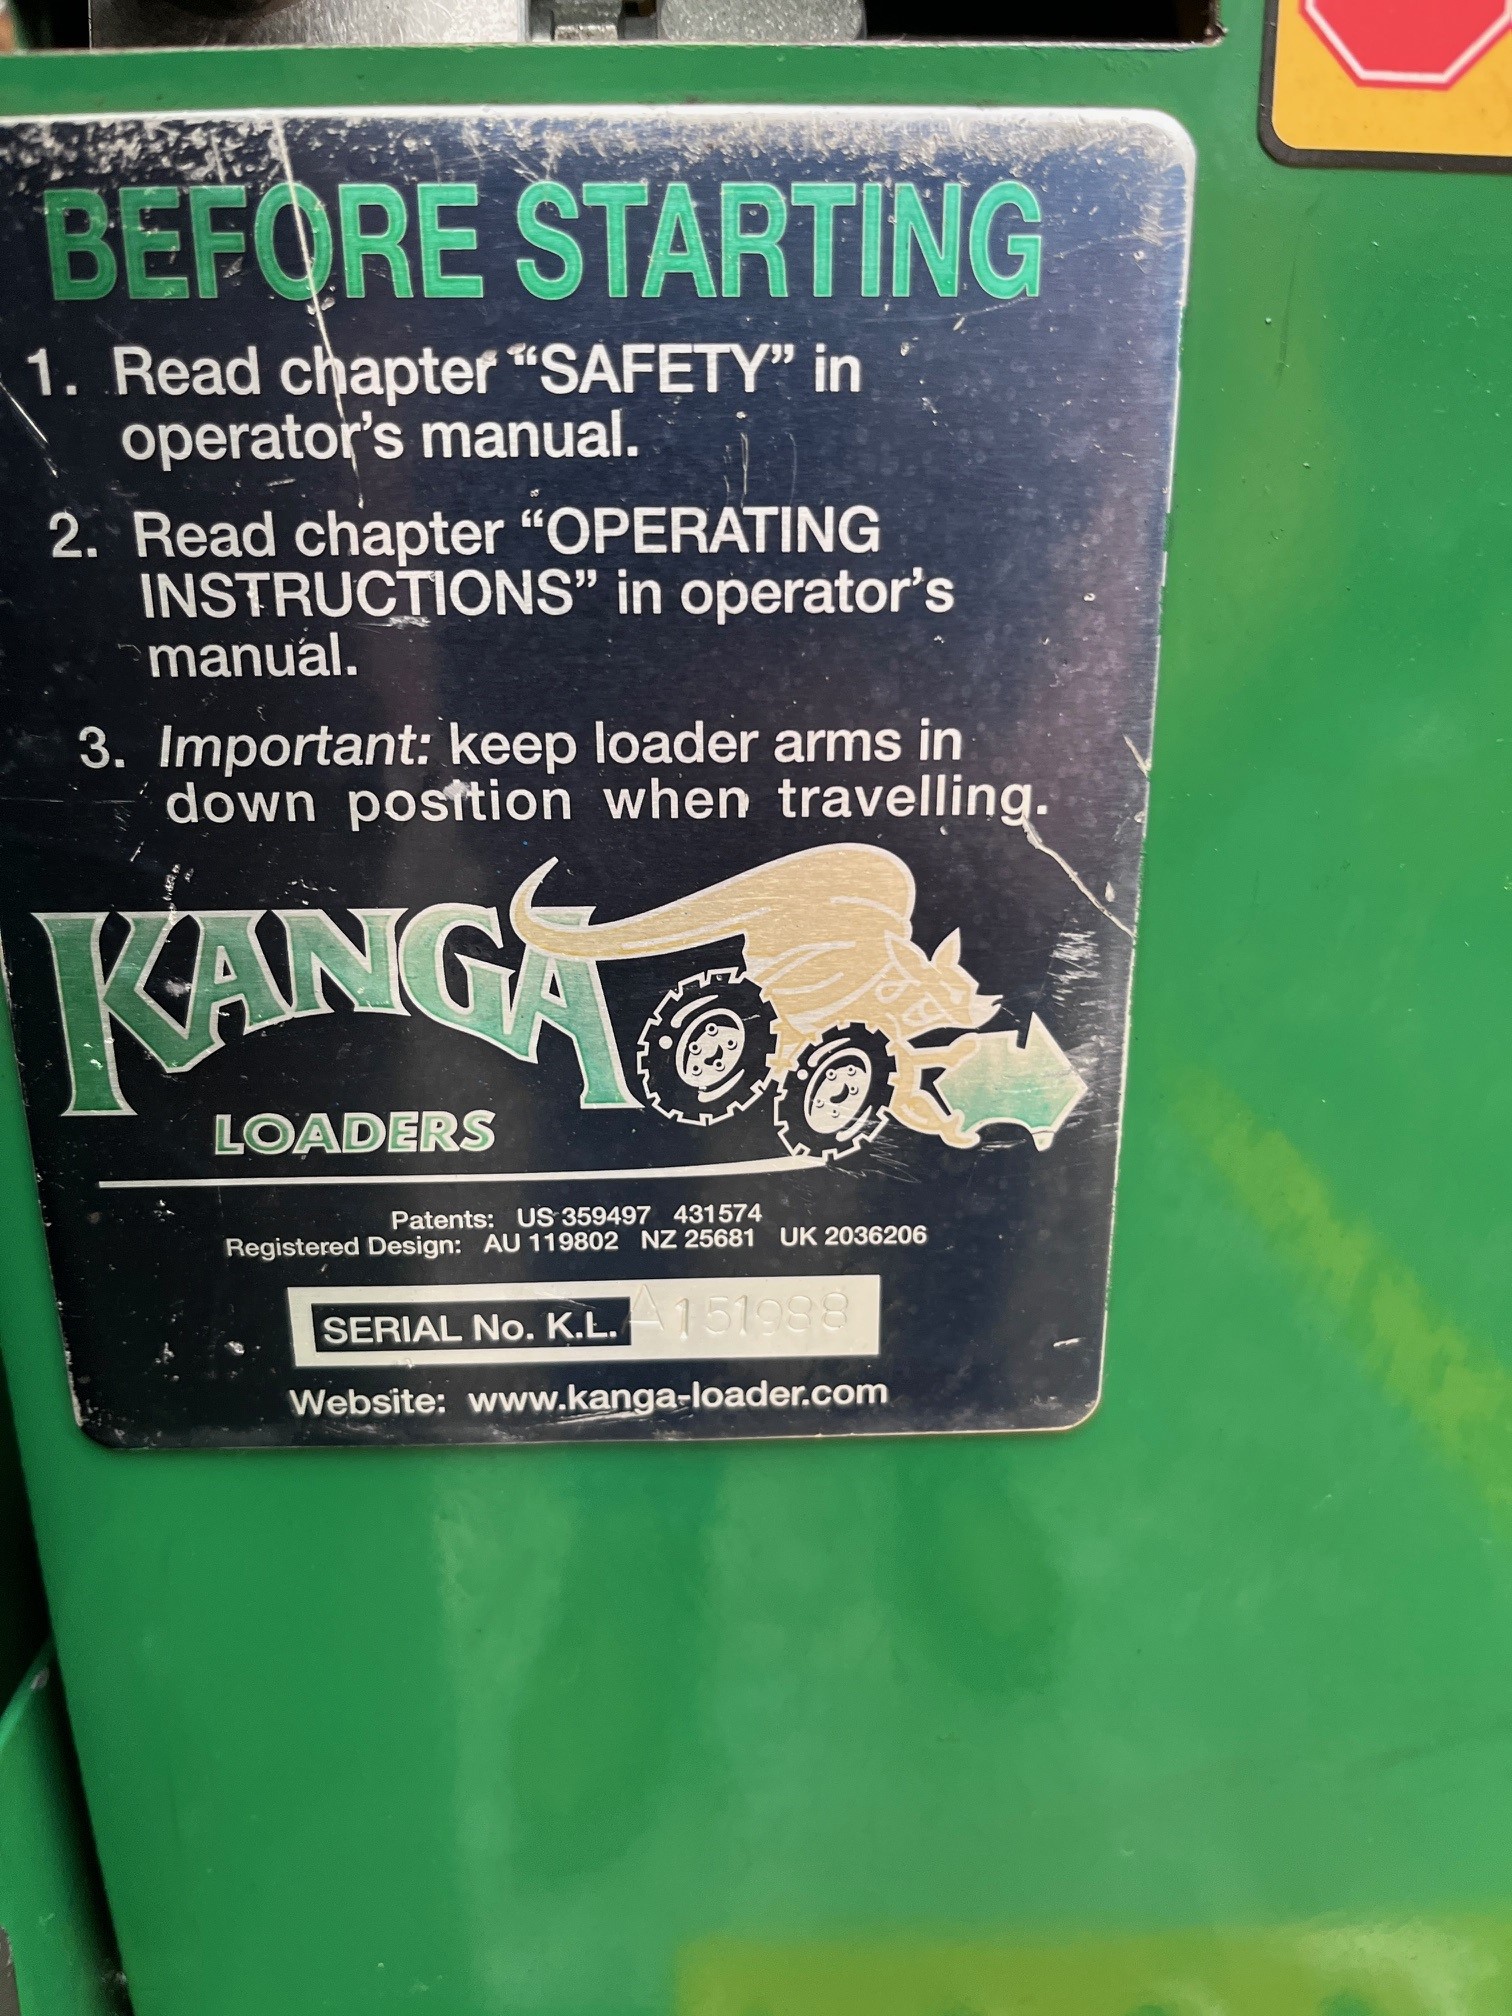 BEFORE STARTING
1. Read chapter “SAFETY” in
operator’s manual.
2. Read chapter “OPERATING
INSTRUCTIONS” in operator’s
manual.
3. Important: keep loader arms in
down position when travelling.
KANGA
LOADERS
Patents: US 359497 431574
Registered Design: AU 119802 NZ 25681 UK 2036206
SERIAL No. K.L. A151988
Website: www.kanga-loader.com